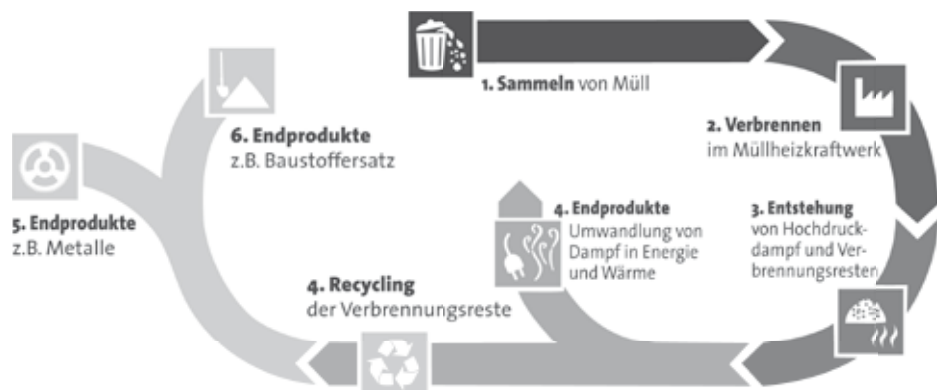 1. Sammeln von Müll
2. Verbrennen
im Müllheizkraftwerk
3. Entstehung
von Hochdruck-
dampf und Ver-
brennungsresten
4. Endprodukte
Umwandlung von
Dampf in Energie
und Wärme
4. Recycling
der Verbrennungsreste
5. Endprodukte
z.B. Metalle
6. Endprodukte
z.B. Baustoffersatz